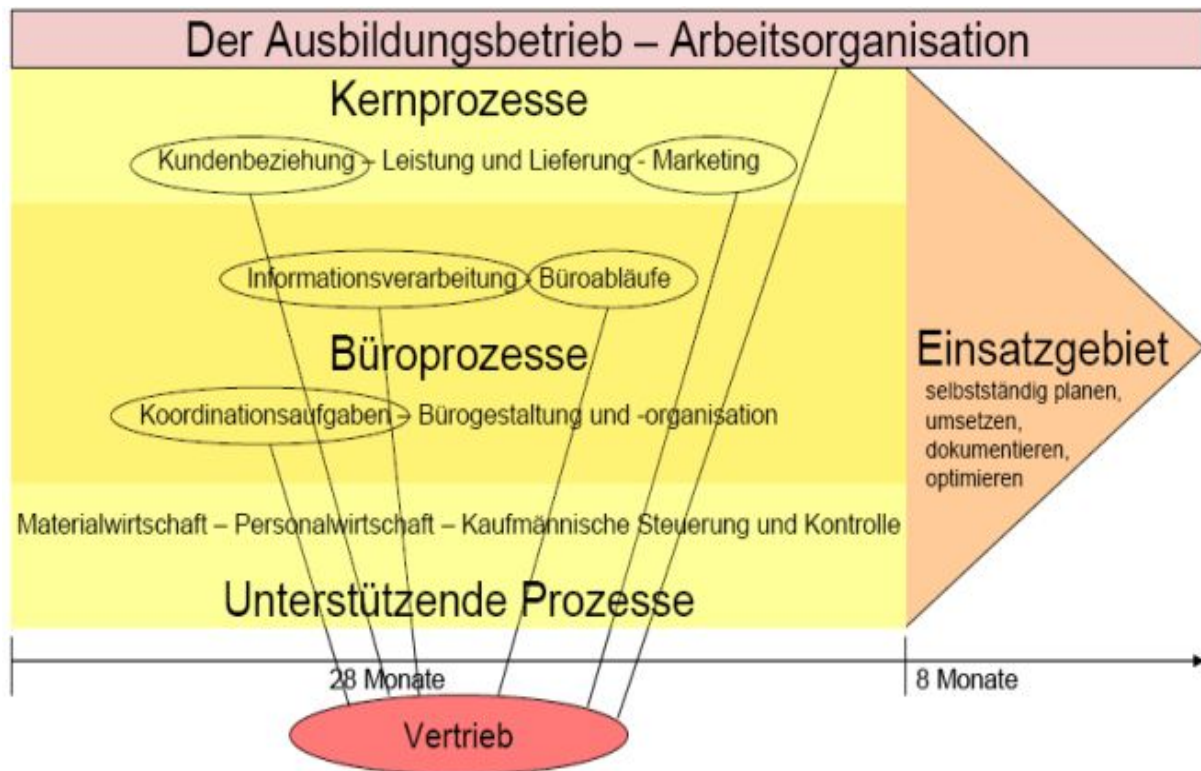 Der Ausbildungsbetrieb – Arbeitsorganisation
Kernprozesse
Kundenbeziehung – Leistung und Lieferung - Marketing
Informationsverarbeitung - Büroabläufe
Büroprozesse
Koordinationsaufgaben – Bürogestaltung und -organisation
Materialwirtschaft – Personalwirtschaft – Kaufmännische Steuerung und Kontrolle
Unterstützende Prozesse
Einsatzgebiet
selbstständig planen,
umsetzen,
dokumentieren,
optimieren
28 Monate
8 Monate
Vertrieb